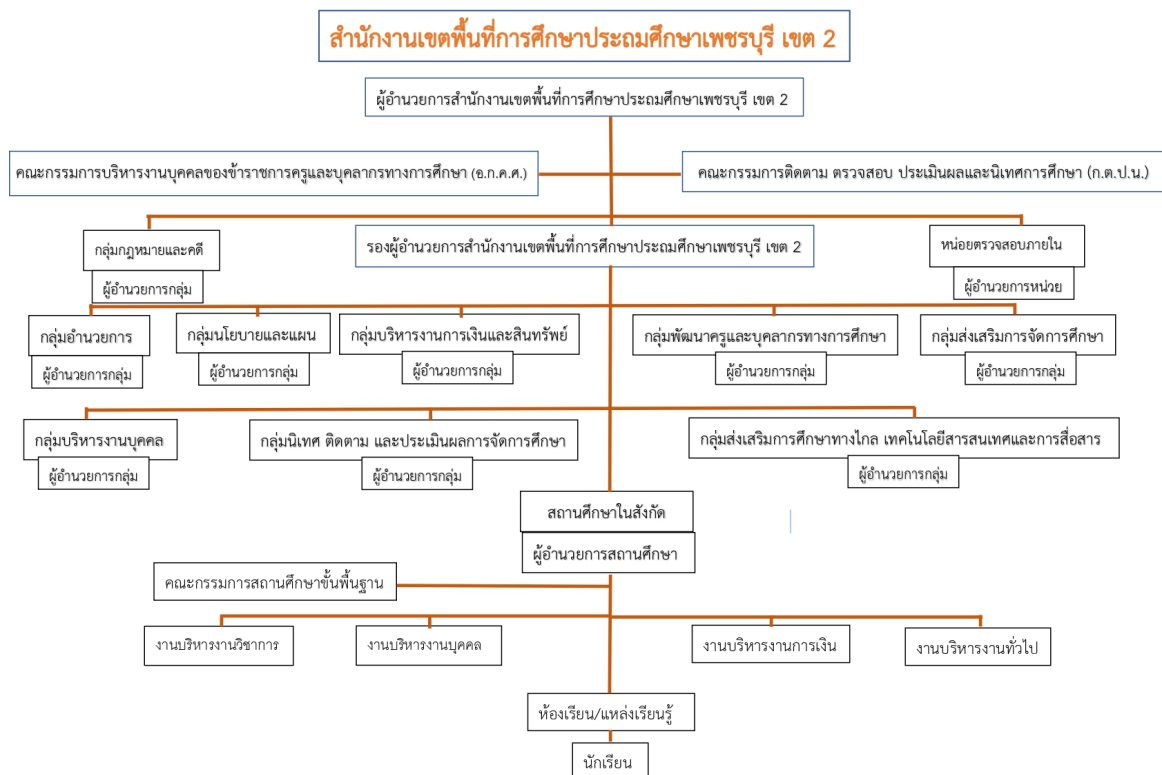 สำนักงานเขตพื้นที่การศึกษาประถมศึกษาเพชรบุรี เขต 2
ผู้อำนวยการสำนักงานเขตพื้นที่การศึกษาประถมศึกษาเพชรบุรี เขต 2
คณะกรรมการบริหารงานบุคคลของข้าราชการครูและบุคลากรทางการศึกษา (อ.ก.ค.ศ.)
คณะกรรมการติดตาม ตรวจสอบ ประเมินผลและนิเทศการศึกษา (ก.ต.ป.น.)
กลุ่มกฎหมายและคดี
ผู้อำนวยการกลุ่ม
รองผู้อำนวยการสำนักงานเขตพื้นที่การศึกษาประถมศึกษาเพชรบุรี เขต 2
หน่อยตรวจสอบภายใน
ผู้อำนวยการหน่วย
กลุ่มอำนวยการ
ผู้อำนวยการกลุ่ม
กลุ่มนโยบายและแผน
ผู้อำนวยการกลุ่ม
กลุ่มบริหารงานการเงินและสินทรัพย์
ผู้อำนวยการกลุ่ม
กลุ่มพัฒนาครูและบุคลากรทางการศึกษา
ผู้อำนวยการกลุ่ม
กลุ่มส่งเสริมการจัดการศึกษา
ผู้อำนวยการกลุ่ม
กลุ่มบริหารงานบุคคล
ผู้อำนวยการกลุ่ม
กลุ่มนิเทศ ติดตาม และประเมินผลการจัดการศึกษา
ผู้อำนวยการกลุ่ม
กลุ่มส่งเสริมการศึกษาทางไกล เทคโนโลยีสารสนเทศและการสื่อสาร
ผู้อำนวยการกลุ่ม
สถานศึกษาในสังกัด
ผู้อำนวยการสถานศึกษา
คณะกรรมการสถานศึกษาขั้นพื้นฐาน
งานบริหารงานวิชาการ
งานบริหารงานบุคคล
งานบริหารงานการเงิน
งานบริหารงานทั่วไป
ห้องเรียน/แหล่งเรียนรู้
นักเรียน